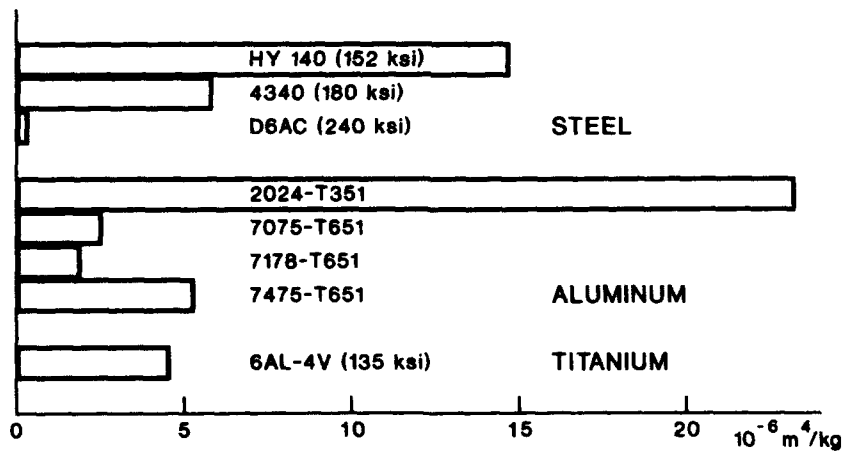 HY 140 (152 ksi)
4340 (180 ksi)
D6AC (240 ksi) STEEL
2024-T351
7075-T651
7178-T651
7475-T651 ALUMINUM
6AL-4V (135 ksi) TITANIUM
0 5 10 15 20 10⁻⁶ m⁴/kg